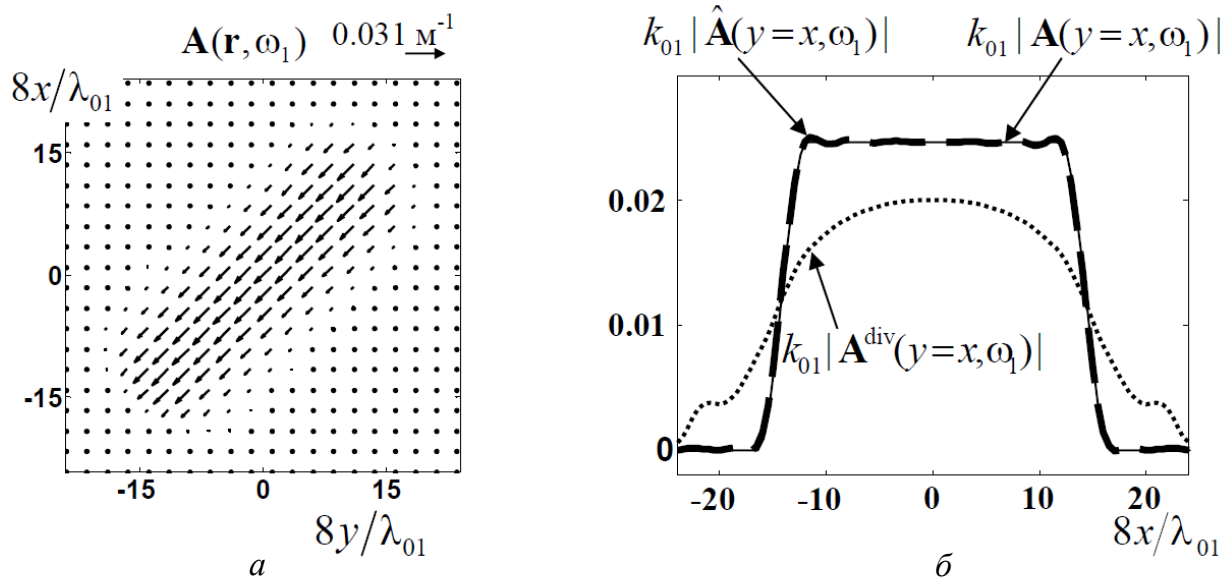 A(r, ω₁) 0.031 м⁻¹
8x/λ₀₁
15
0
-15
-15 0 15
8y/λ₀₁
а
k₀₁|Â(y=x,ω₁)| k₀₁|A(y=x,ω₁)|
0.02
0.01
k₀₁|Aᵈⁱᵛ(y=x,ω₁)|
0
-20 -10 0 10 20
8x/λ₀₁
б